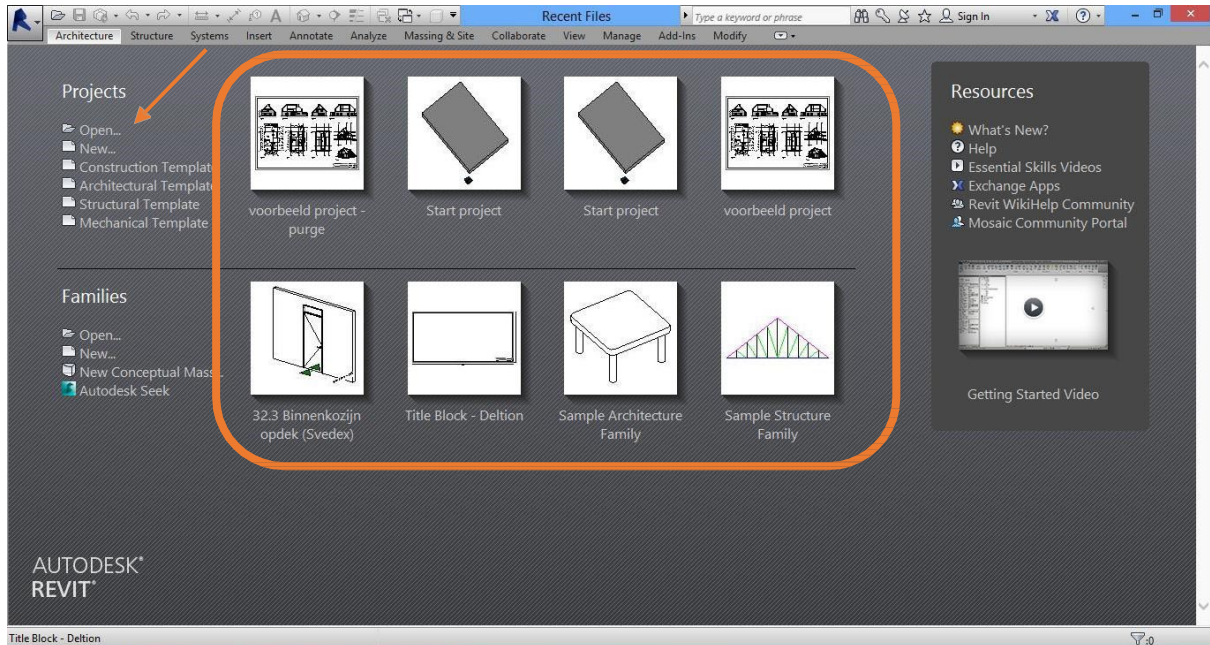 Recent Files
Type a keyword or phrase
Sign In
Architecture Structure Systems Insert Annotate Analyze Massing & Site Collaborate View Manage Add-Ins Modify
Projects
Open...
New...
Construction Template
Architectural Template
Structural Template
Mechanical Template
voorbeeld project -
purge
Start project
Start project
voorbeeld project
Families
Open...
New...
New Conceptual Mass...
Autodesk Seek
32.3 Binnenkozijn
opdek (Svedex)
Title Block - Deltion
Sample Architecture
Family
Sample Structure
Family
Resources
What's New?
Help
Essential Skills Videos
Exchange Apps
Revit WikiHelp Community
Mosaic Community Portal
Getting Started Video
AUTODESK®
REVIT®
Title Block - Deltion
:0